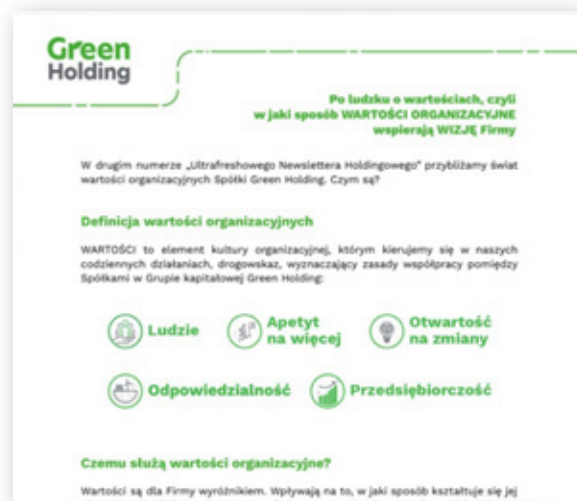 Green
Holding
Po ludzku o wartościach, czyli
w jaki sposób WARTOŚCI ORGANIZACYJNE
wspierają WIZJĘ Firmy
W drugim numerze „Ultrafreshowego Newslettera Holdingowego" przybliżamy świat
wartości organizacyjnych Spółki Green Holding. Czym są?
Definicja wartości organizacyjnych
WARTOŚCI to element kultury organizacyjnej, którym kierujemy się w naszych
codziennych działaniach, drogowskaz, wyznaczający zasady współpracy pomiędzy
Spółkami w Grupie kapitałowej Green Holding:
Ludzie
Apetyt
na więcej
Otwartość
na zmiany
Odpowiedzialność
Przedsiębiorczość
Czemu służą wartości organizacyjne?
Wartości są dla Firmy wyróżnikiem. Wpływają na to, w jaki sposób kształtuje się jej